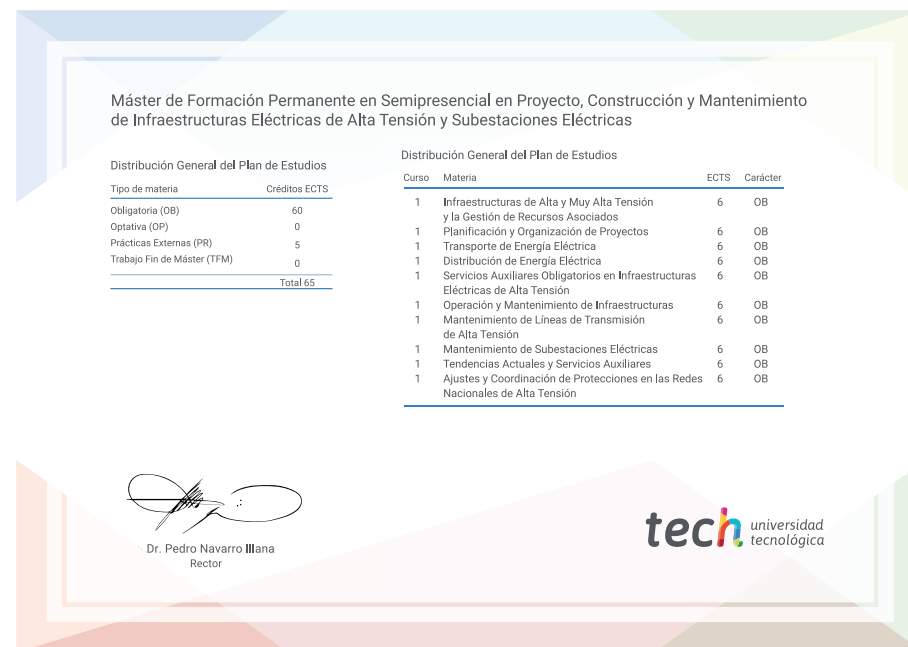 Máster de Formación Permanente en Semipresencial en Proyecto, Construcción y Mantenimiento
de Infraestructuras Eléctricas de Alta Tensión y Subestaciones Eléctricas
Distribución General del Plan de Estudios
Tipo de materia Créditos ECTS
Obligatoria (OB) 60
Optativa (OP) 0
Prácticas Externas (PR) 5
Trabajo Fin de Máster (TFM) 0
Total 65
Distribución General del Plan de Estudios
Curso Materia ECTS Carácter
1 Infraestructuras de Alta y Muy Alta Tensión 6 OB
y la Gestión de Recursos Asociados
1 Planificación y Organización de Proyectos 6 OB
1 Transporte de Energía Eléctrica 6 OB
1 Distribución de Energía Eléctrica 6 OB
1 Servicios Auxiliares Obligatorios en Infraestructuras 6 OB
Eléctricas de Alta Tensión
1 Operación y Mantenimiento de Infraestructuras 6 OB
1 Mantenimiento de Líneas de Transmisión 6 OB
de Alta Tensión
1 Mantenimiento de Subestaciones Eléctricas 6 OB
1 Tendencias Actuales y Servicios Auxiliares 6 OB
1 Ajustes y Coordinación de Protecciones en las Redes 6 OB
Nacionales de Alta Tensión
Dr. Pedro Navarro Illana
Rector
tech universidad
tecnológica